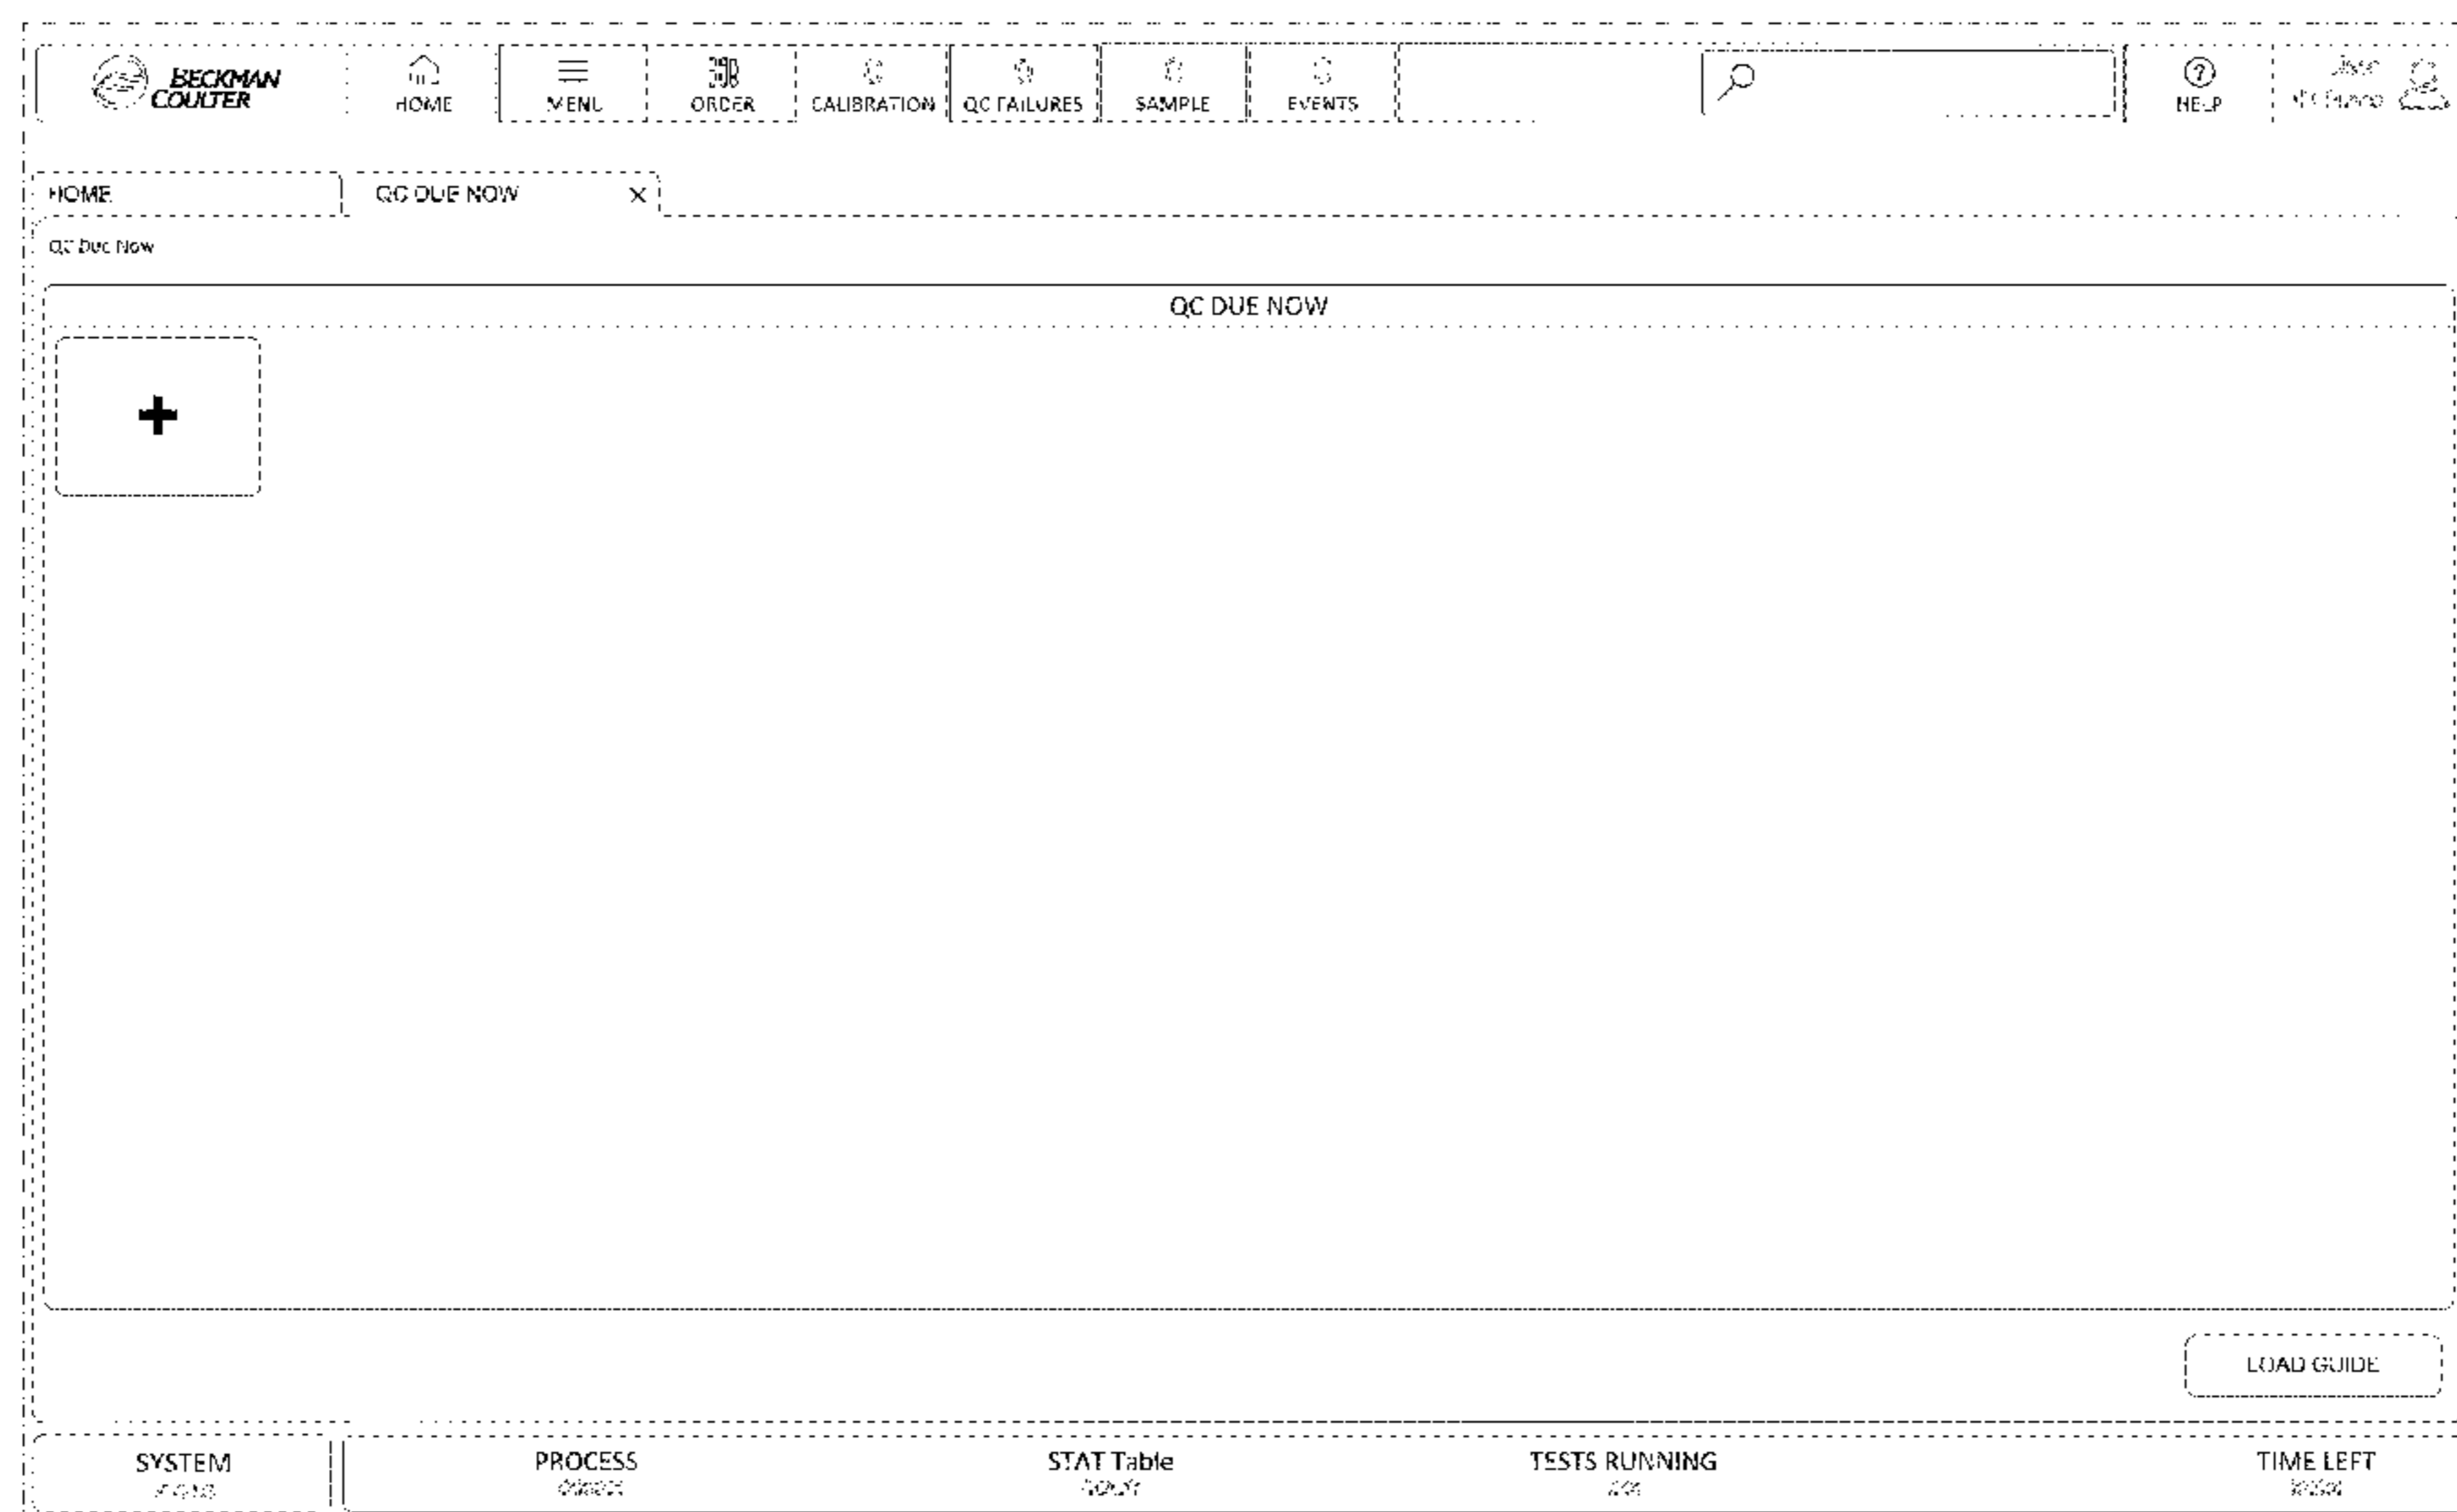 BECKMAN
COULTER
HOME
MENU
ORDER
CALIBRATION
QC FAILURES
SAMPLE
EVENTS
HELP
HOME
QC DUE NOW
QC Due Now
QC DUE NOW
LOAD GUIDE
SYSTEM
PROCESS
STAT Table
TESTS RUNNING
TIME LEFT